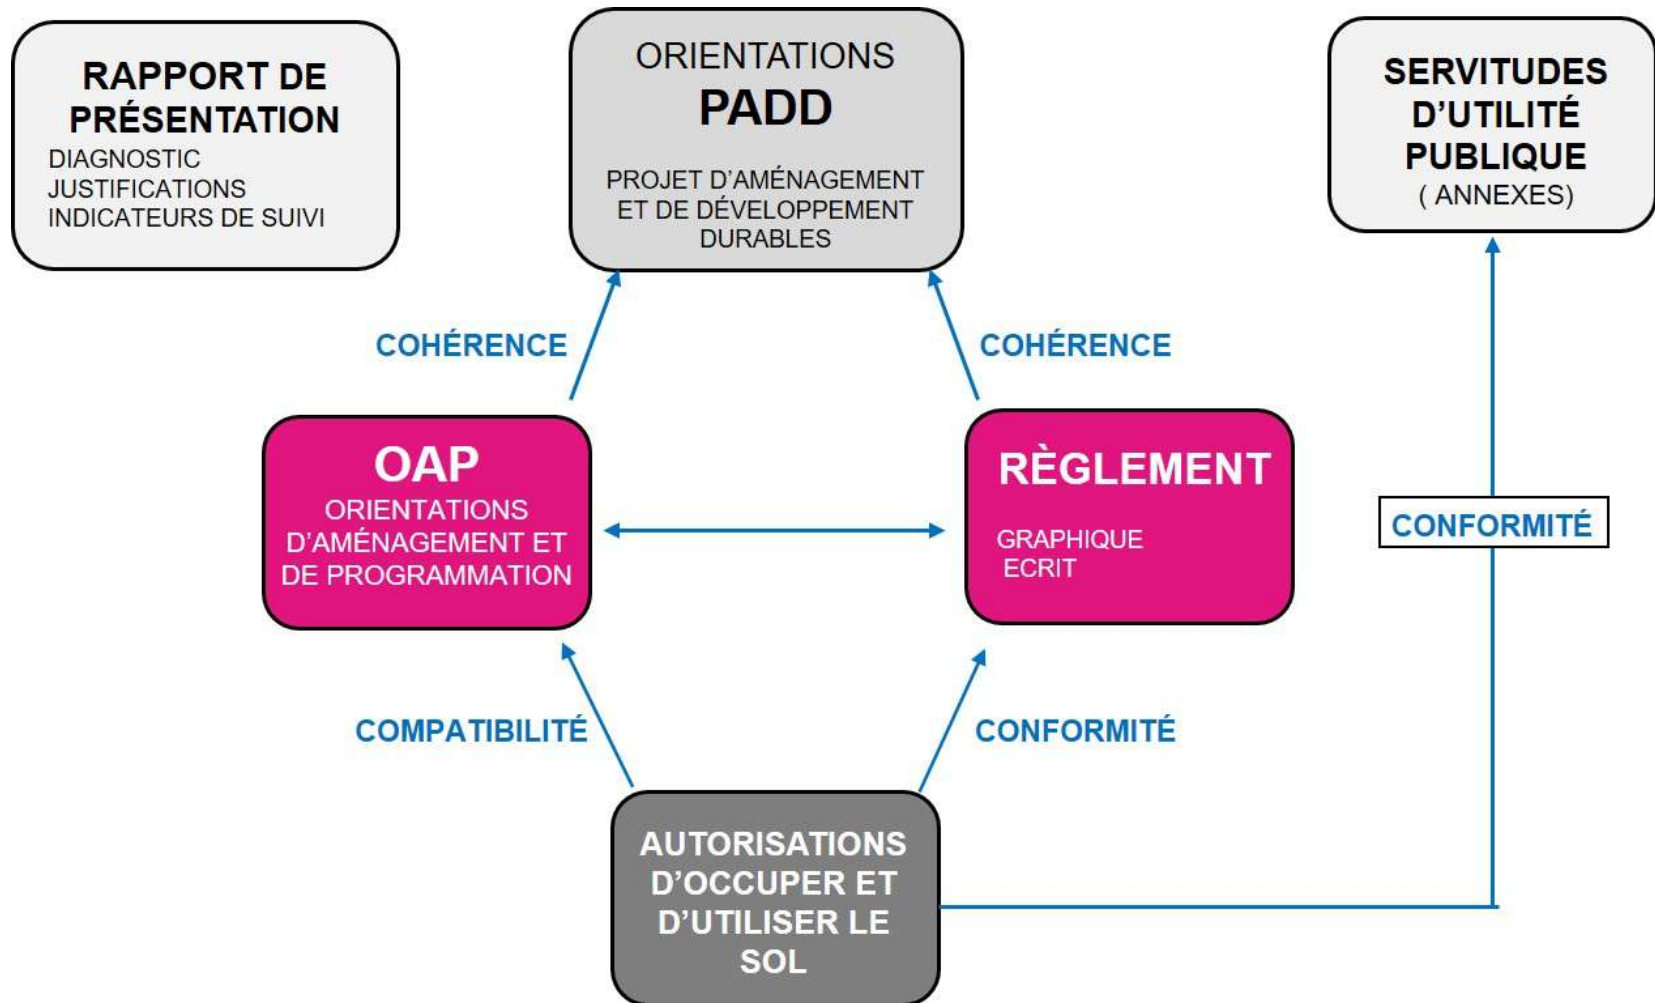 RAPPORT DE
PRÉSENTATION
DIAGNOSTIC
JUSTIFICATIONS
INDICATEURS DE SUIVI
ORIENTATIONS
PADD
PROJET D’AMÉNAGEMENT
ET DE DÉVELOPPEMENT
DURABLES
SERVITUDES
D’UTILITÉ
PUBLIQUE
( ANNEXES)
COHÉRENCE
COHÉRENCE
OAP
ORIENTATIONS
D’AMÉNAGEMENT ET
DE PROGRAMMATION
RÈGLEMENT
GRAPHIQUE
ECRIT
CONFORMITÉ
COMPATIBILITÉ
CONFORMITÉ
AUTORISATIONS
D’OCCUPER ET
D’UTILISER LE
SOL